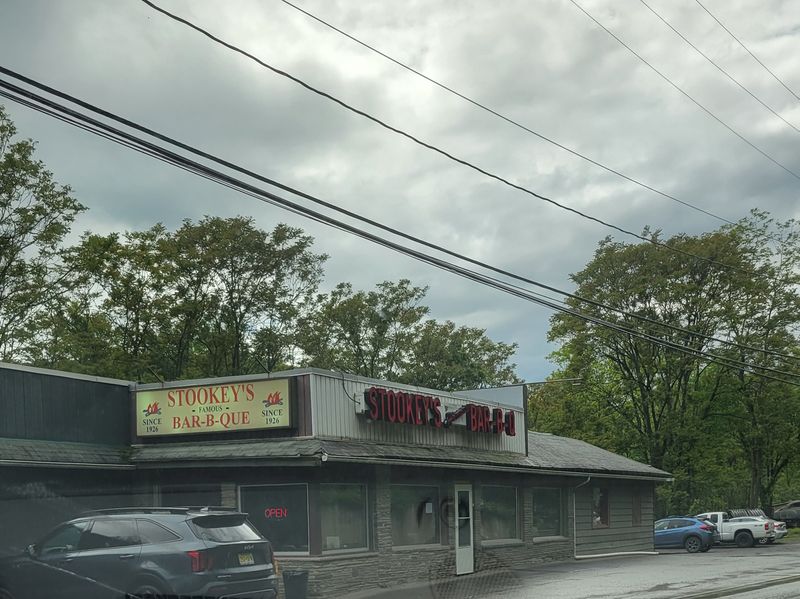 STOOKEY'S
- FAMOUS -
BAR-B-QUE
SINCE
1926
SINCE
1926
STOOKEY'S
BAR-B-Q
OPEN